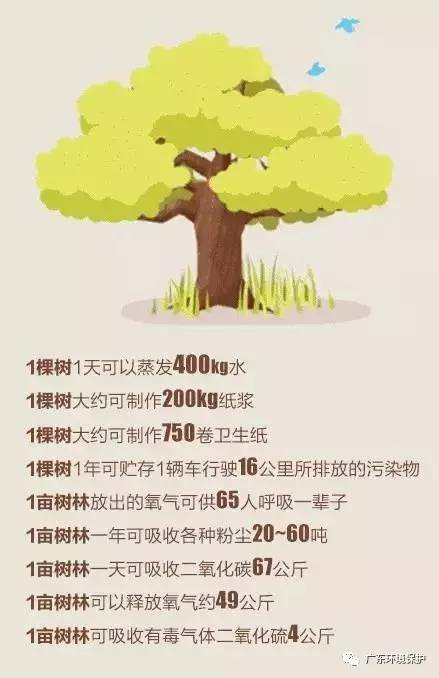 1棵树1天可以蒸发400kg水
1棵树大约可制作200kg纸浆
1棵树大约可制作750卷卫生纸
1棵树1年可贮存1辆车行驶16公里所排放的污染物
1亩树林放出的氧气可供65人呼吸一辈子
1亩树林一年可吸收各种粉尘20~60吨
1亩树林一天可吸收二氧化碳67公斤
1亩树林可以释放氧气约49公斤
1亩树林可吸收有毒气体二氧化硫4公斤
广东环境保护